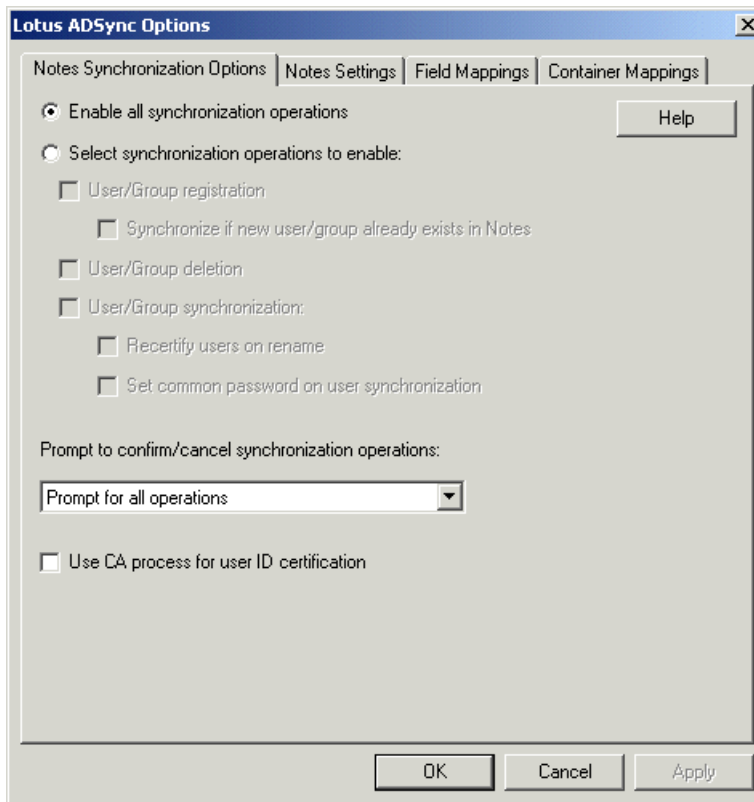 Lotus ADSync Options
Notes Synchronization Options Notes Settings Field Mappings Container Mappings
Enable all synchronization operations
Help
Select synchronization operations to enable:
User/Group registration
Synchronize if new user/group already exists in Notes
User/Group deletion
User/Group synchronization:
Recertify users on rename
Set common password on user synchronization
Prompt to confirm/cancel synchronization operations:
Prompt for all operations
Use CA process for user ID certification
OK Cancel Apply